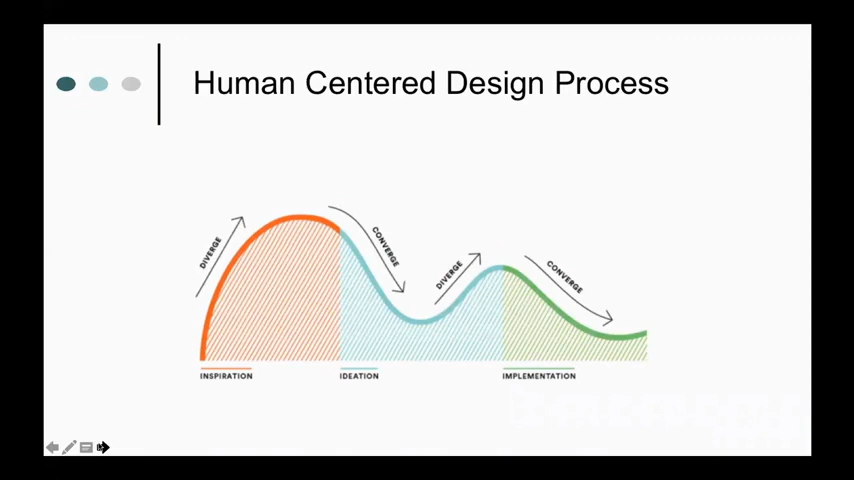 Human Centered Design Process
DIVERGE
CONVERGE
DIVERGE
CONVERGE
INSPIRATION
IDEATION
IMPLEMENTATION